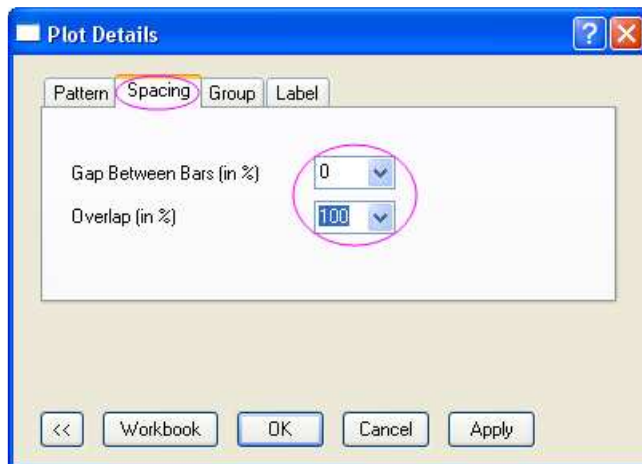 Plot Details
Pattern Spacing Group Label
Gap Between Bars (in %) 0
Overlap (in %) 100
<< Workbook OK Cancel Apply